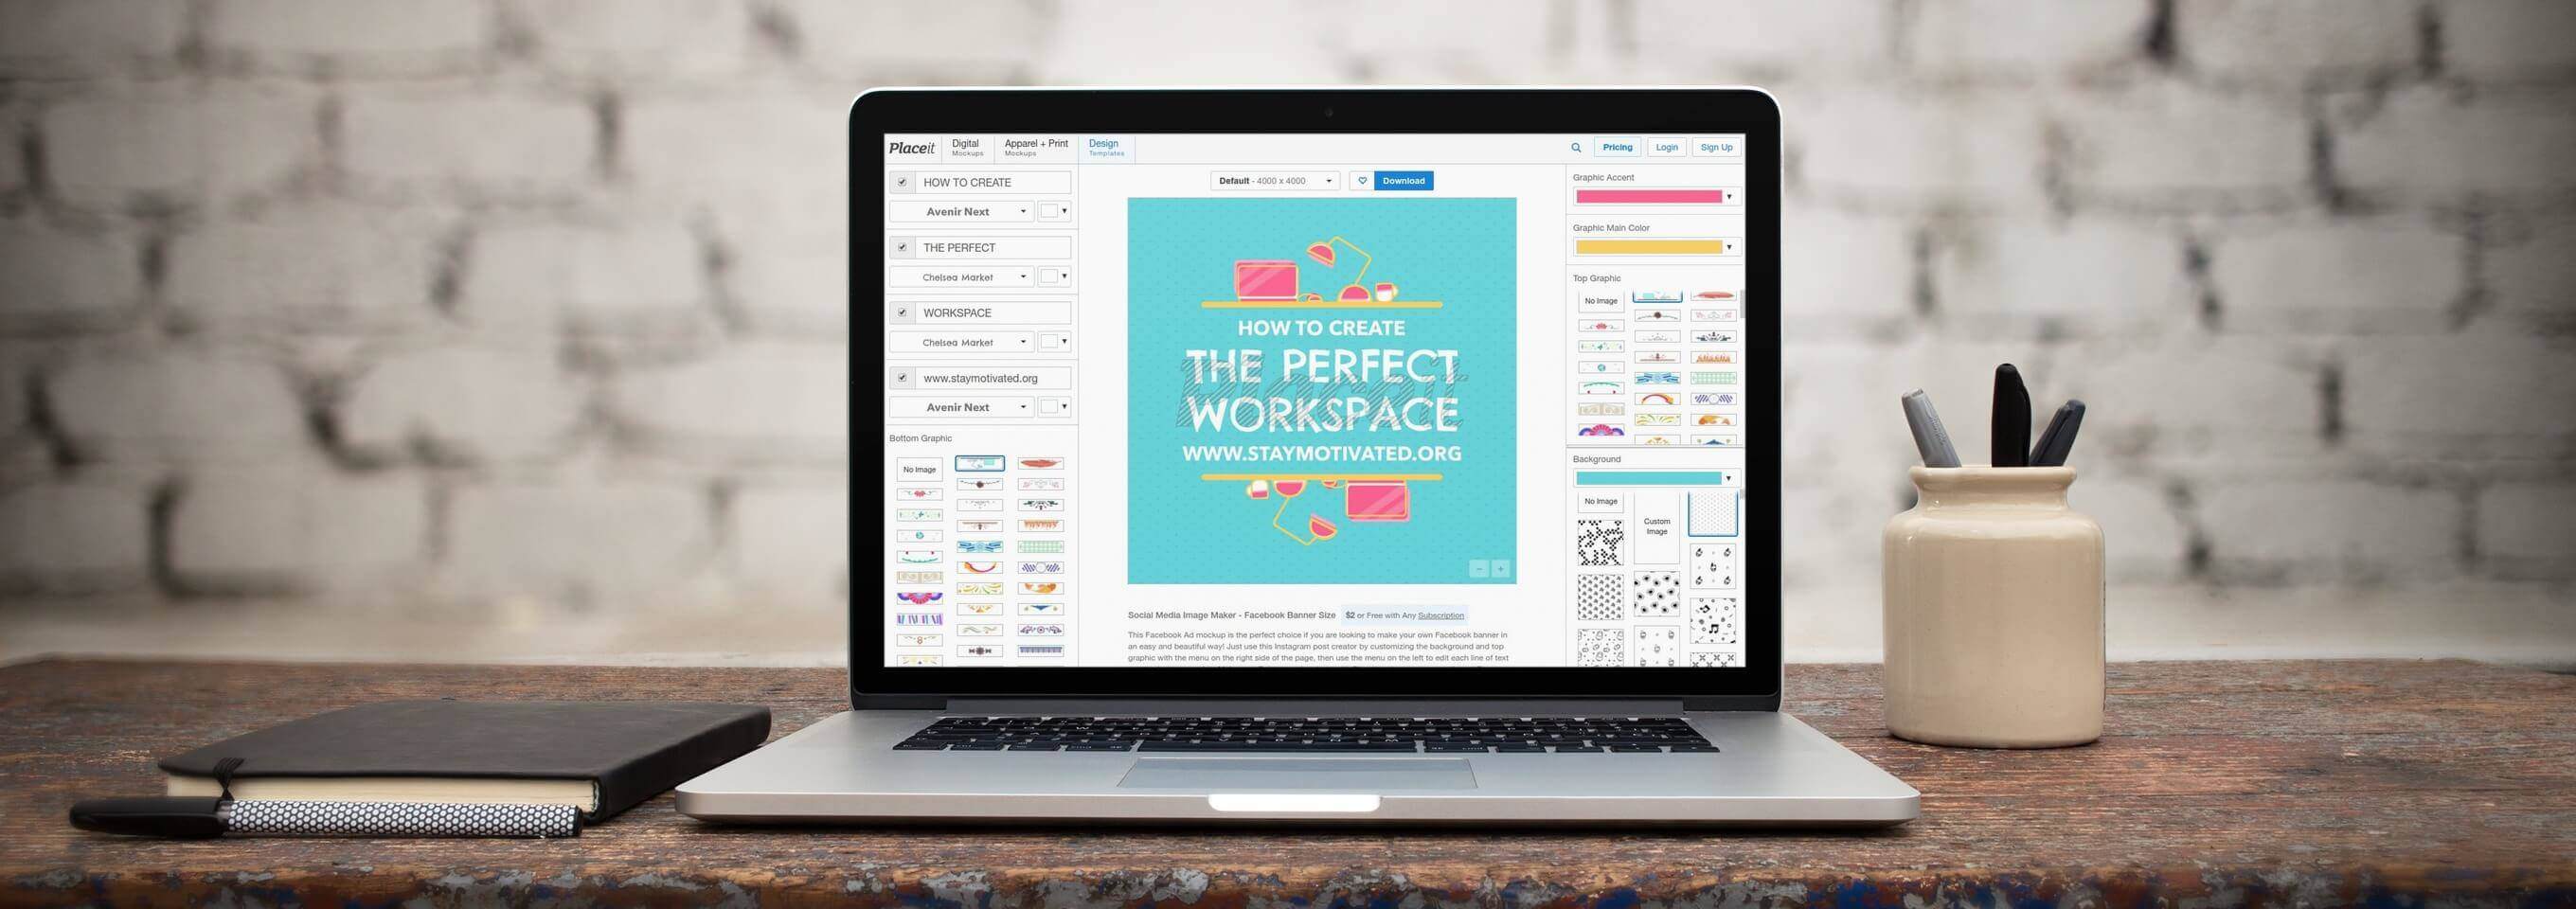 Placeit
Digital
Mockups
Apparel + Print
Mockups
Design
Templates
Pricing
Login
Sign Up
HOW TO CREATE
Avenir Next
THE PERFECT
Chelsea Market
WORKSPACE
Chelsea Market
www.staymotivated.org
Avenir Next
Bottom Graphic
No Image
Default - 4000 x 4000
Download
HOW TO CREATE
THE PERFECT
WORKSPACE
WWW.STAYMOTIVATED.ORG
Placeit
Social Media Image Maker - Facebook Banner Size $2 or Free with Any Subscription
This Facebook Ad mockup is the perfect choice if you are looking to make your own Facebook banner in
an easy and beautiful way! Just use this Instagram post creator by customizing the background and top
graphic with the menu on the right side of the page, then use the menu on the left to edit each line of text
Graphic Accent
Graphic Main Color
Top Graphic
No Image
Background
No Image
Custom
Image